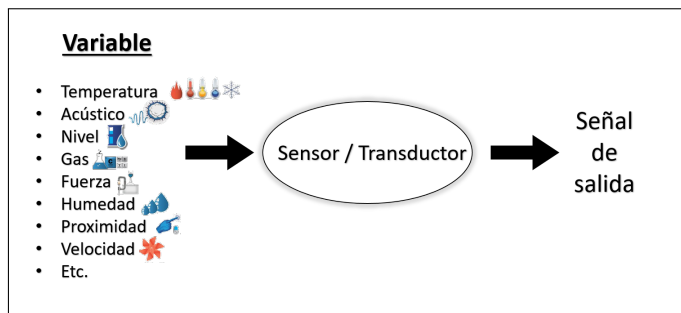 Variable
• Temperatura
• Acústico
• Nivel
• Gas
• Fuerza
• Humedad
• Proximidad
• Velocidad
• Etc.
Sensor / Transductor
Señal
de
salida